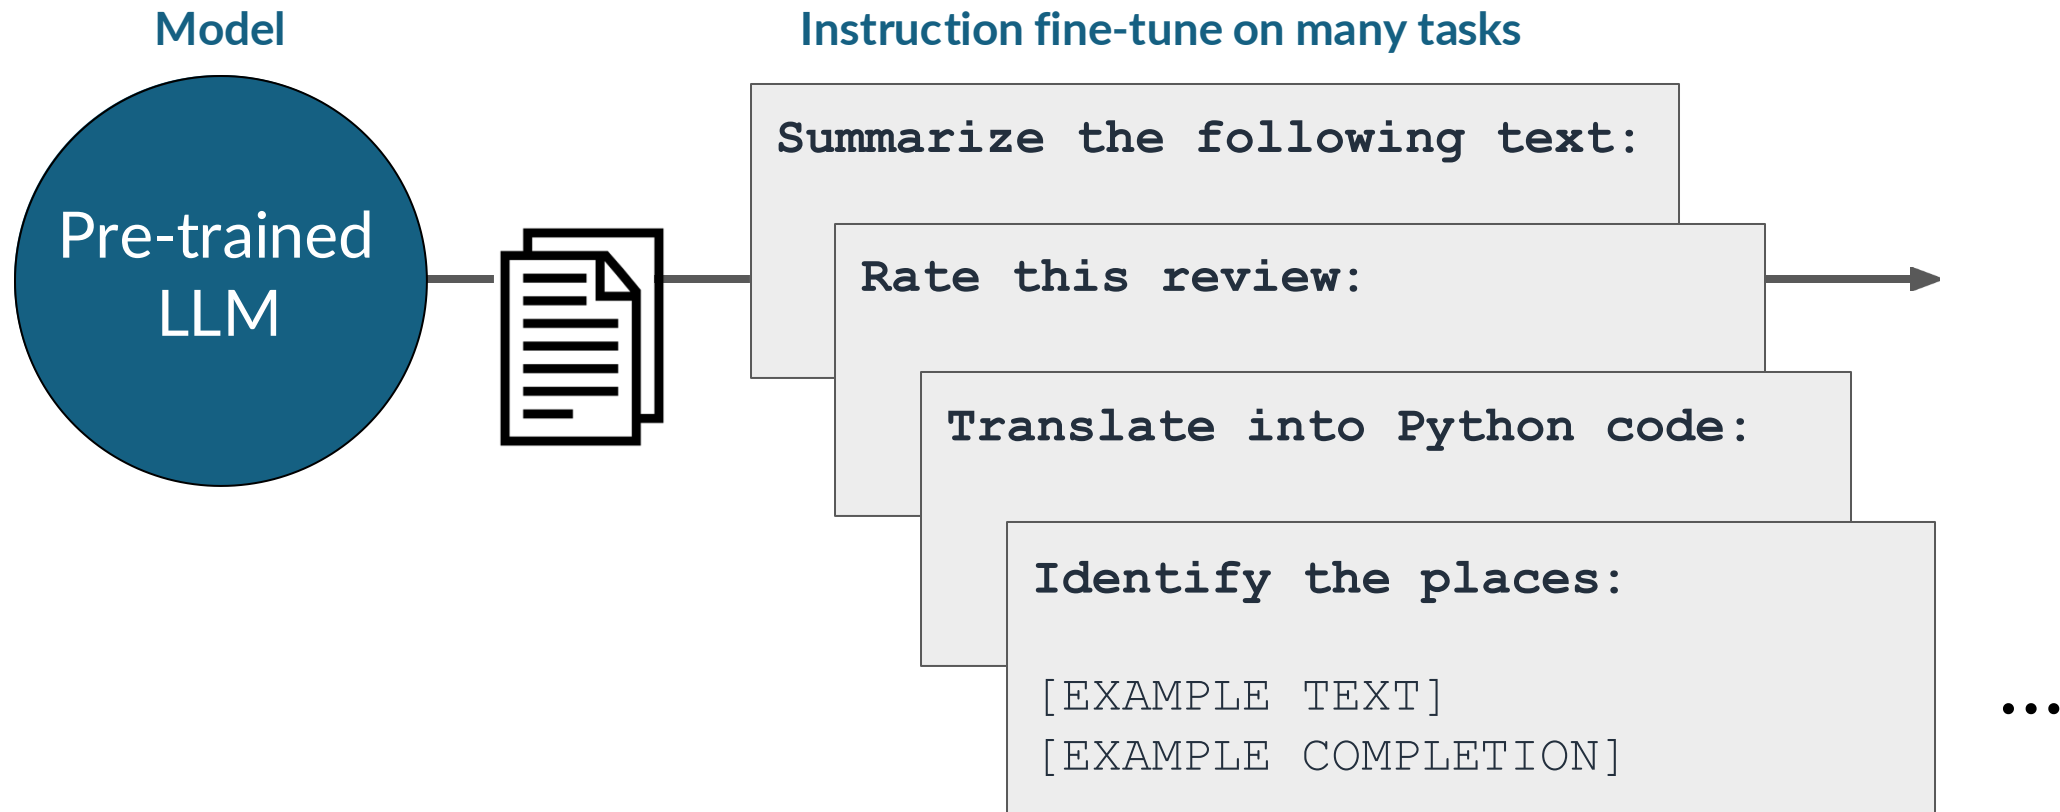 Model
Instruction fine-tune on many tasks
Pre-trained
LLM
Summarize the following text:
Rate this review:
Translate into Python code:
Identify the places:
[EXAMPLE TEXT]
[EXAMPLE COMPLETION]
...